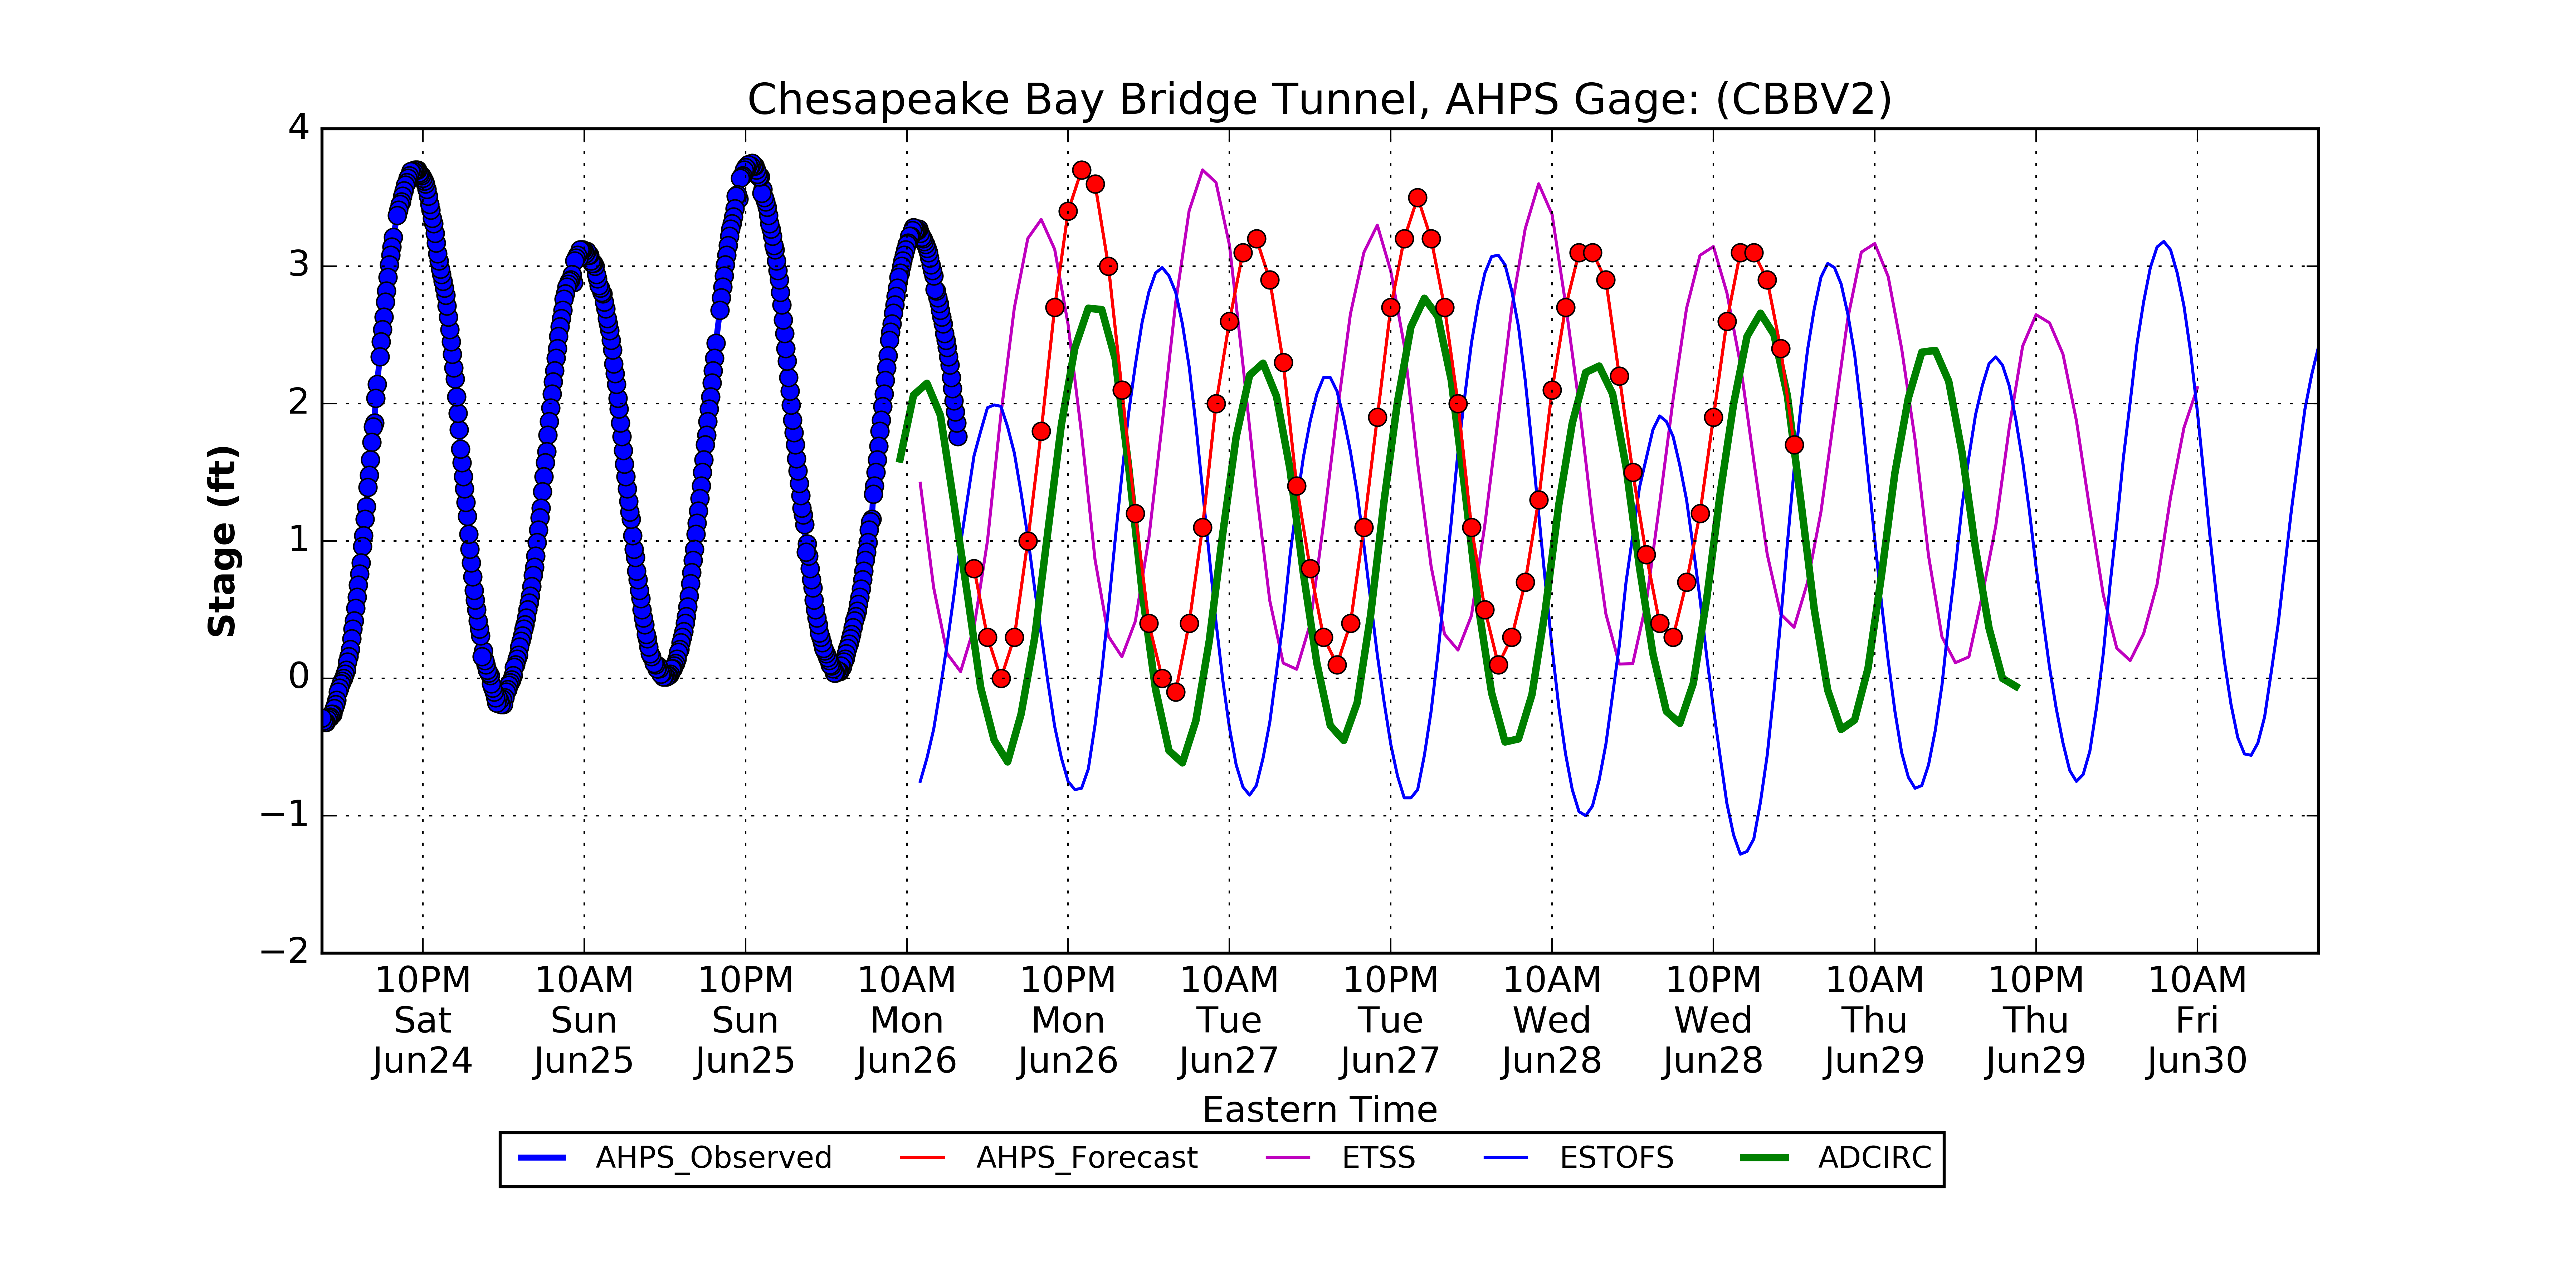 Chesapeake Bay Bridge Tunnel, AHPS Gage: (CBBV2)
4
3
2
1
0
−1
−2
Stage (ft)
10PM 10AM 10PM 10AM 10PM 10AM 10PM 10AM 10PM 10AM 10PM 10AM
Sat Sun Sun Mon Mon Tue Tue Wed Wed Thu Thu Fri
Jun24 Jun25 Jun25 Jun26 Jun26 Jun27 Jun27 Jun28 Jun28 Jun29 Jun29 Jun30
Eastern Time
AHPS_Observed AHPS_Forecast ETSS ESTOFS ADCIRC